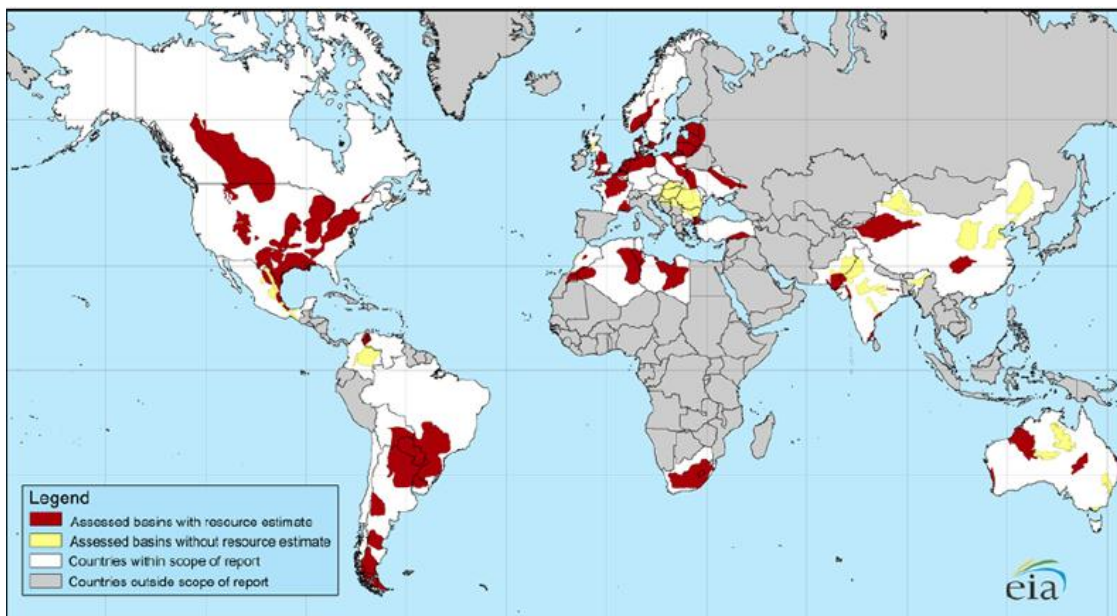 Legend
Assessed basins with resource estimate
Assessed basins without resource estimate
Countries within scope of report
Countries outside scope of report
eia